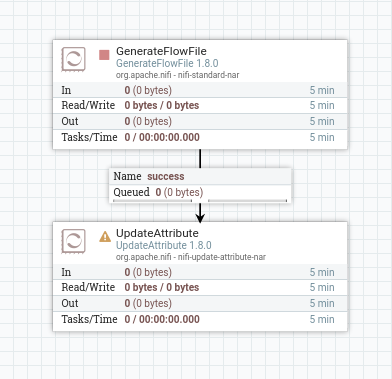 GenerateFlowFile
GenerateFlowFile 1.8.0
org.apache.nifi - nifi-standard-nar
In 0 (0 bytes) 5 min
Read/Write 0 bytes / 0 bytes 5 min
Out 0 (0 bytes) 5 min
Tasks/Time 0 / 00:00:00.000 5 min
Name success
Queued 0 (0 bytes)
UpdateAttribute
UpdateAttribute 1.8.0
org.apache.nifi - nifi-update-attribute-nar
In 0 (0 bytes) 5 min
Read/Write 0 bytes / 0 bytes 5 min
Out 0 (0 bytes) 5 min
Tasks/Time 0 / 00:00:00.000 5 min